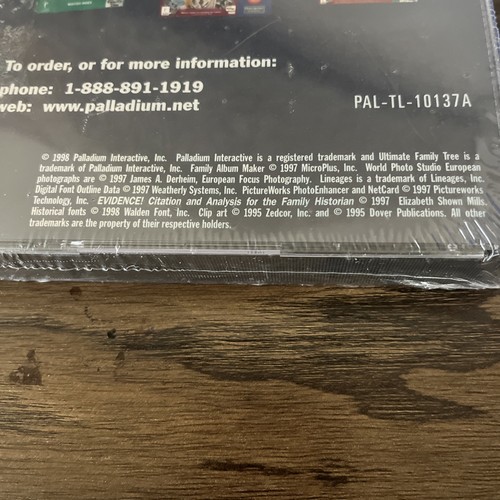 To order, or for more information:
phone: 1-888-891-1919
web: www.palladium.net
PAL-TL-10137A
© 1998 Palladium Interactive, Inc. Palladium Interactive is a registered trademark and Ultimate Family Tree is a
trademark of Palladium Interactive, Inc. Family Album Maker © 1997 MicroPlus, Inc. World Photo Studio European
photographs are © 1997 James A. Derheim, European Focus Photography. Lineages is a trademark of Lineages, Inc.
Digital Font Outline Data © 1997 Weatherly Systems, Inc. PictureWorks PhotoEnhancer and NetCard © 1997 Pictureworks
Technology, Inc. EVIDENCE! Citation and Analysis for the Family Historian © 1997 Elizabeth Shown Mills.
Historical fonts © 1998 Walden Font, Inc. Clip art © 1995 Zedcor, Inc. and © 1995 Dover Publications. All other
trademarks are the property of their respective holders.